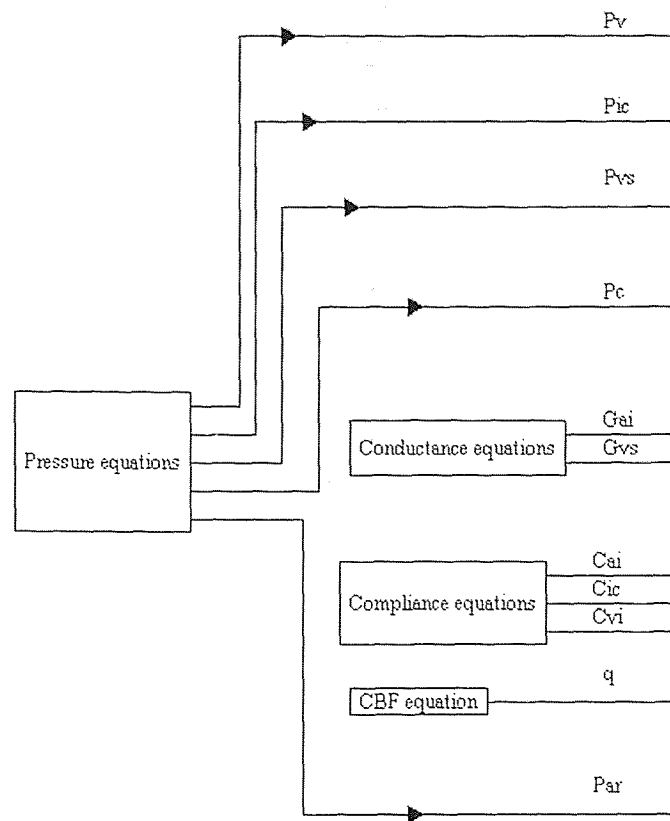 Pv
Pic
Pvs
Pc
Pressure equations
Conductance equations
Gai
Gvs
Compliance equations
Cai
Cic
Cvi
CBF equation
q
Par